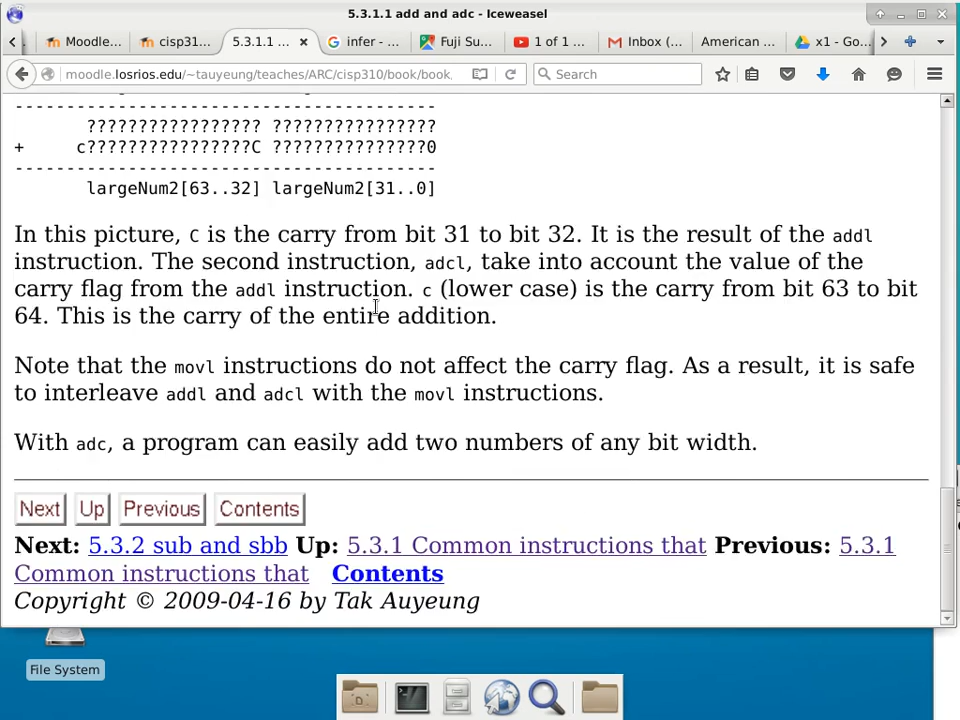 5.3.1.1 add and adc - Iceweasel
Moodle... cisp31... 5.3.1.1 ... infer - ... Fuji Su... 1 of 1 ... Inbox (... American ... x1 - Go...
moodle.losrios.edu/~tauyeung/teaches/ARC/cisp310/book/book. Search
-----------------------------------------
????????????????? ????????????????
+ c????????????????C ???????????????0
-----------------------------------------
largeNum2[63..32] largeNum2[31..0]
In this picture, C is the carry from bit 31 to bit 32. It is the result of the addl
instruction. The second instruction, adcl, take into account the value of the
carry flag from the addl instruction. c (lower case) is the carry from bit 63 to bit
64. This is the carry of the entire addition.
Note that the movl instructions do not affect the carry flag. As a result, it is safe
to interleave addl and adcl with the movl instructions.
With adc, a program can easily add two numbers of any bit width.
Next Up Previous Contents
Next: 5.3.2 sub and sbb Up: 5.3.1 Common instructions that Previous: 5.3.1
Common instructions that Contents
Copyright © 2009-04-16 by Tak Auyeung
File System